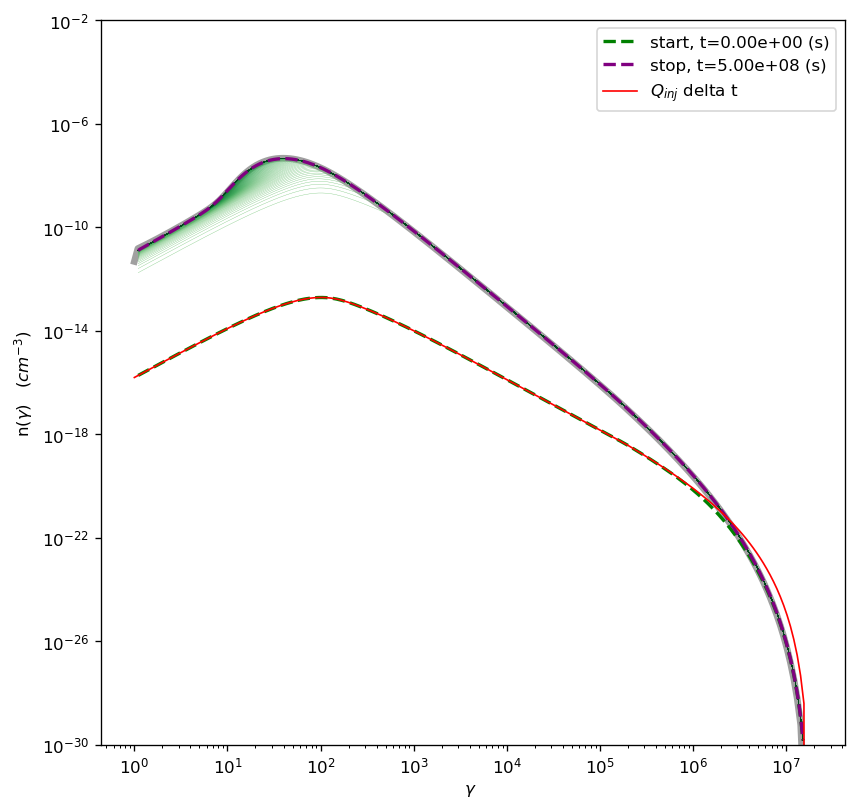 start, t=0.00e+00 (s)
stop, t=5.00e+08 (s)
Q_inj delta t
10^-2
10^-6
10^-10
10^-14
10^-18
10^-22
10^-26
10^-30
n(γ) (cm^-3)
10^0 10^1 10^2 10^3 10^4 10^5 10^6 10^7
γ